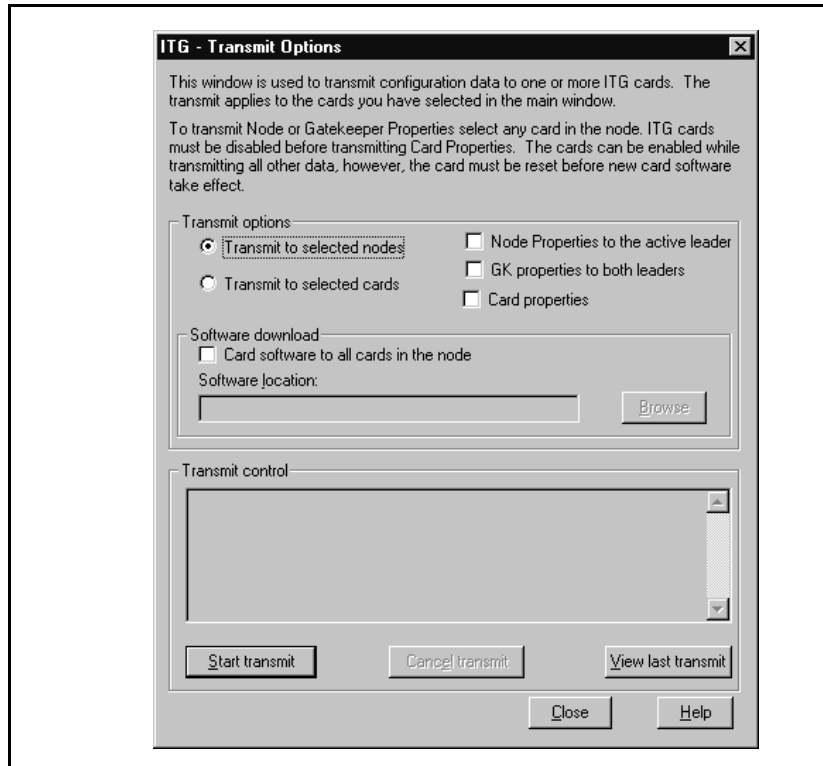 ITG - Transmit Options
This window is used to transmit configuration data to one or more ITG cards. The
transmit applies to the cards you have selected in the main window.
To transmit Node or Gatekeeper Properties select any card in the node. ITG cards
must be disabled before transmitting Card Properties. The cards can be enabled while
transmitting all other data, however, the card must be reset before new card software
take effect.
Transmit options
Transmit to selected nodes
Node Properties to the active leader
GK properties to both leaders
Transmit to selected cards
Card properties
Software download
Card software to all cards in the node
Software location:
Browse
Transmit control
Start transmit
Cancel transmit
View last transmit
Close
Help